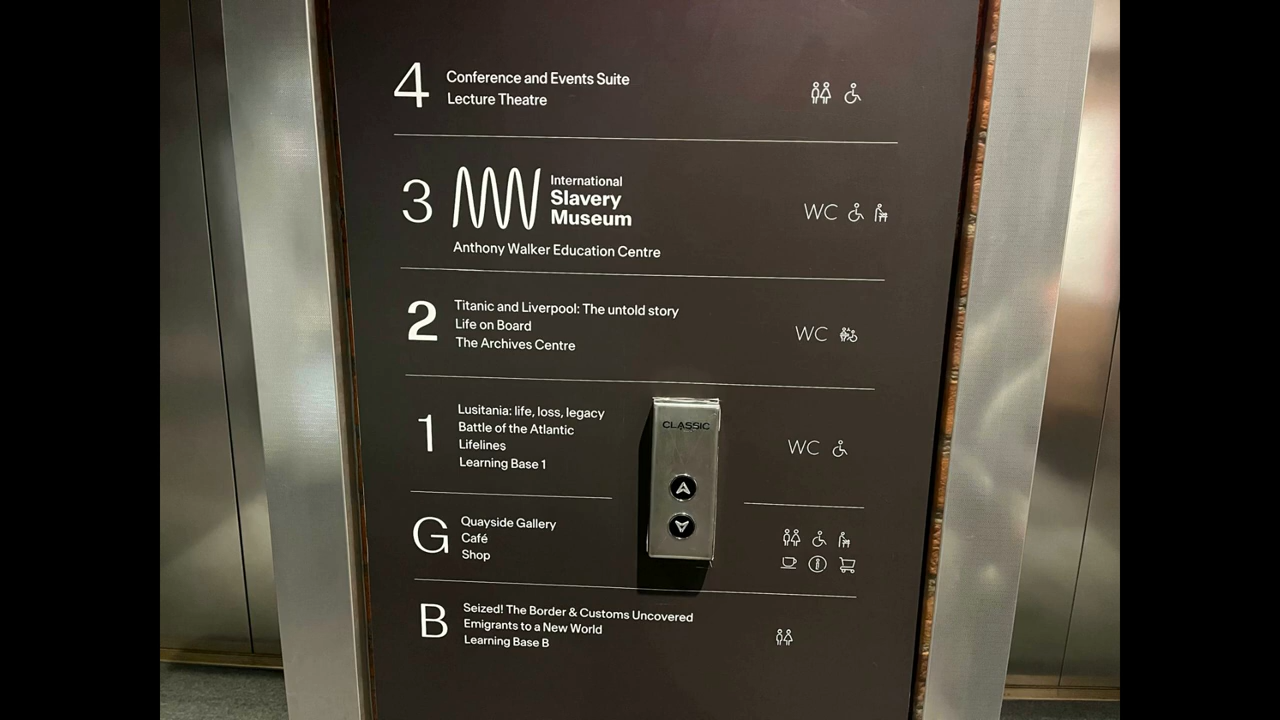 4 Conference and Events Suite
Lecture Theatre
3 International
Slavery
Museum
Anthony Walker Education Centre
WC
2 Titanic and Liverpool: The untold story
Life on Board
The Archives Centre
WC
1 Lusitania: life, loss, legacy
Battle of the Atlantic
Lifelines
Learning Base 1
CLASSIC
WC
G Quayside Gallery
Café
Shop
B Seized! The Border & Customs Uncovered
Emigrants to a New World
Learning Base B